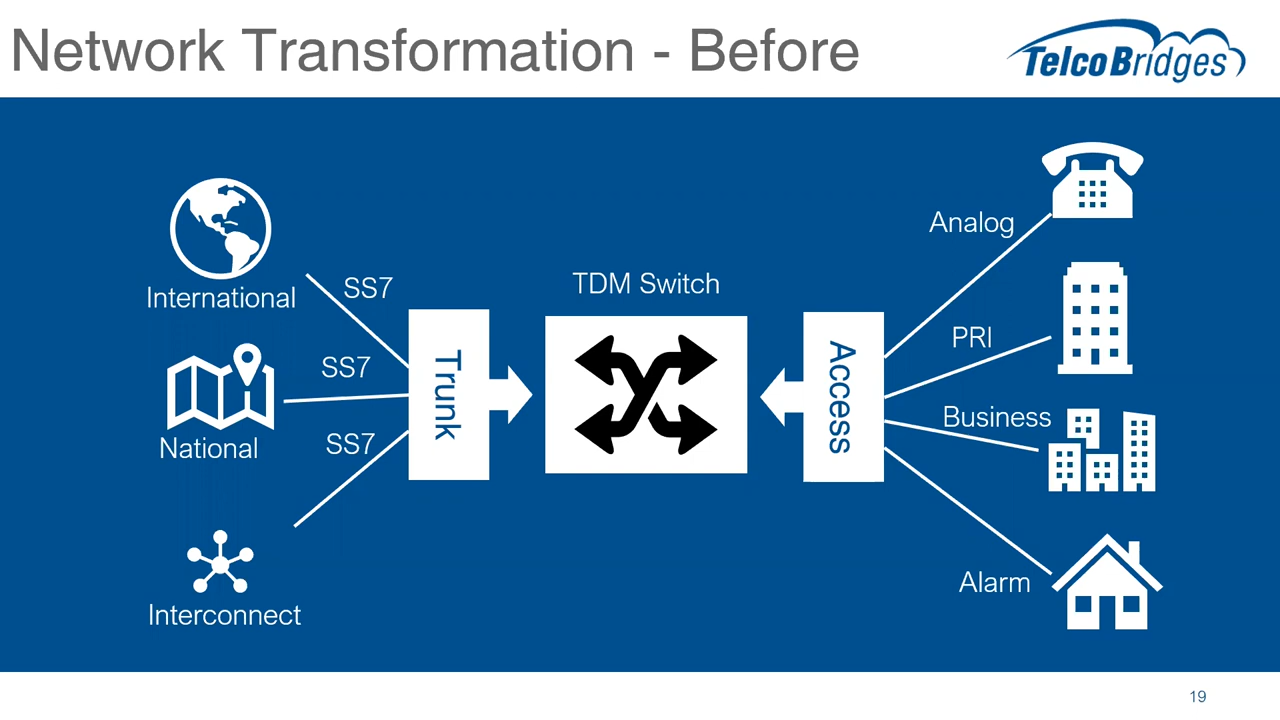 Network Transformation - Before
TelcoBridges
International
SS7
National
SS7
Interconnect
SS7
Trunk
TDM Switch
Access
Analog
PRI
Business
Alarm
19